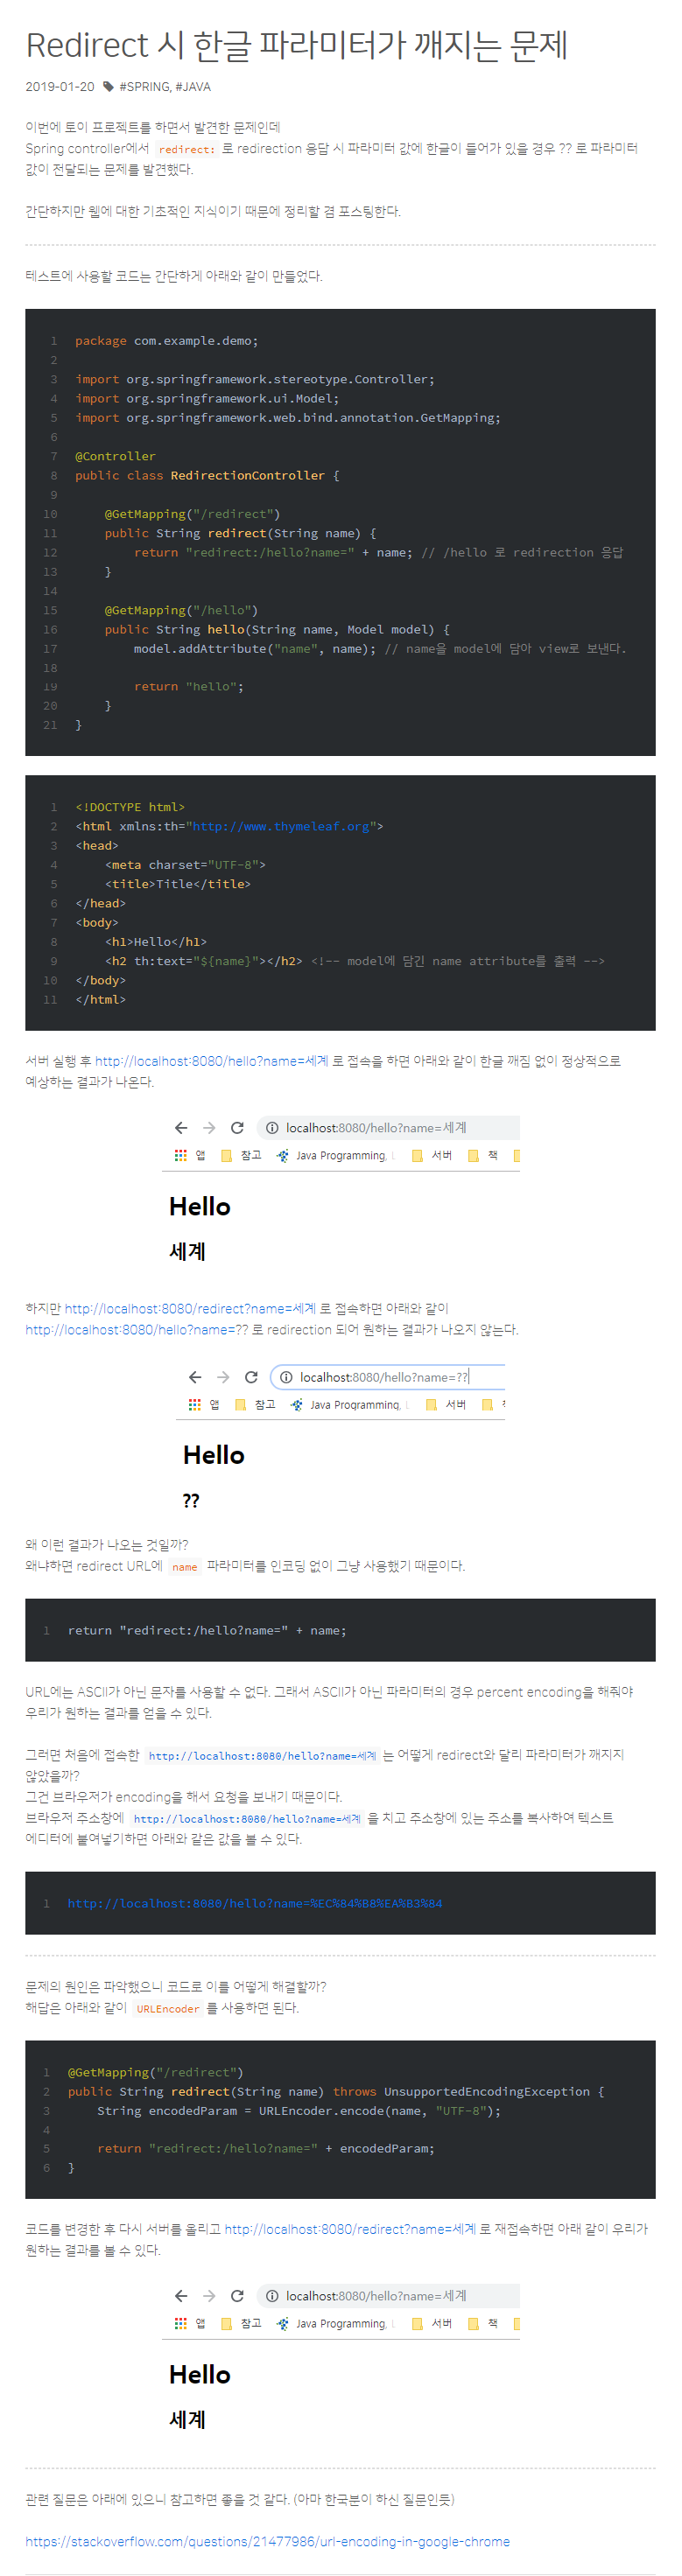 Redirect 시 한글 파라미터가 깨지는 문제
2019-01-20 #SPRING, #JAVA
이번에 토이 프로젝트를 하면서 발견한 문제인데
Spring controller에서 redirect: 로 redirection 응답 시 파라미터 값에 한글이 들어가 있을 경우 ?? 로 파라미터
값이 전달되는 문제를 발견했다.
간단하지만 웹에 대한 기초적인 지식이기 때문에 정리할 겸 포스팅한다.
테스트에 사용할 코드는 간단하게 아래와 같이 만들었다.
1 package com.example.demo;
2
3 import org.springframework.stereotype.Controller;
4 import org.springframework.ui.Model;
5 import org.springframework.web.bind.annotation.GetMapping;
6
7 @Controller
8 public class RedirectionController {
9
10 @GetMapping("/redirect")
11 public String redirect(String name) {
12 return "redirect:/hello?name=" + name; // /hello 로 redirection 응답
13 }
14
15 @GetMapping("/hello")
16 public String hello(String name, Model model) {
17 model.addAttribute("name", name); // name을 model에 담아 view로 보낸다.
18
19 return "hello";
20 }
21 }
1 <!DOCTYPE html>
2 <html xmlns:th="http://www.thymeleaf.org">
3 <head>
4 <meta charset="UTF-8">
5 <title>Title</title>
6 </head>
7 <body>
8 <h1>Hello</h1>
9 <h2 th:text="${name}"></h2> <!-- model에 담긴 name attribute를 출력 -->
10 </body>
11 </html>
서버 실행 후 http://localhost:8080/hello?name=세계 로 접속을 하면 아래와 같이 한글 깨짐 없이 정상적으로
예상하는 결과가 나온다.
localhost:8080/hello?name=세계
앱 참고 Java Programming, 서버 책
Hello
세계
하지만 http://localhost:8080/redirect?name=세계 로 접속하면 아래와 같이
http://localhost:8080/hello?name=?? 로 redirection 되어 원하는 결과가 나오지 않는다.
localhost:8080/hello?name=??
앱 참고 Java Programming, 서버
Hello
??
왜 이런 결과가 나오는 것일까?
왜냐하면 redirect URL에 name 파라미터를 인코딩 없이 그냥 사용했기 때문이다.
1 return "redirect:/hello?name=" + name;
URL에는 ASCII가 아닌 문자를 사용할 수 없다. 그래서 ASCII가 아닌 파라미터의 경우 percent encoding을 해줘야
우리가 원하는 결과를 얻을 수 있다.
그러면 처음에 접속한 http://localhost:8080/hello?name=세계 는 어떻게 redirect와 달리 파라미터가 깨지지
않았을까?
그건 브라우저가 encoding을 해서 요청을 보내기 때문이다.
브라우저 주소창에 http://localhost:8080/hello?name=세계 을 치고 주소창에 있는 주소를 복사하여 텍스트
에디터에 붙여넣기하면 아래와 같은 값을 볼 수 있다.
1 http://localhost:8080/hello?name=%EC%84%B8%EA%B3%84
문제의 원인은 파악했으니 코드로 이를 어떻게 해결할까?
해답은 아래와 같이 URLEncoder 를 사용하면 된다.
1 @GetMapping("/redirect")
2 public String redirect(String name) throws UnsupportedEncodingException {
3 String encodedParam = URLEncoder.encode(name, "UTF-8");
4
5 return "redirect:/hello?name=" + encodedParam;
6 }
코드를 변경한 후 다시 서버를 올리고 http://localhost:8080/redirect?name=세계 로 재접속하면 아래 같이 우리가
원하는 결과를 볼 수 있다.
localhost:8080/hello?name=세계
앱 참고 Java Programming, 서버 책
Hello
세계
관련 질문은 아래에 있으니 참고하면 좋을 것 같다. (아마 한국분이 하신 질문인듯)
https://stackoverflow.com/questions/21477986/url-encoding-in-google-chrome